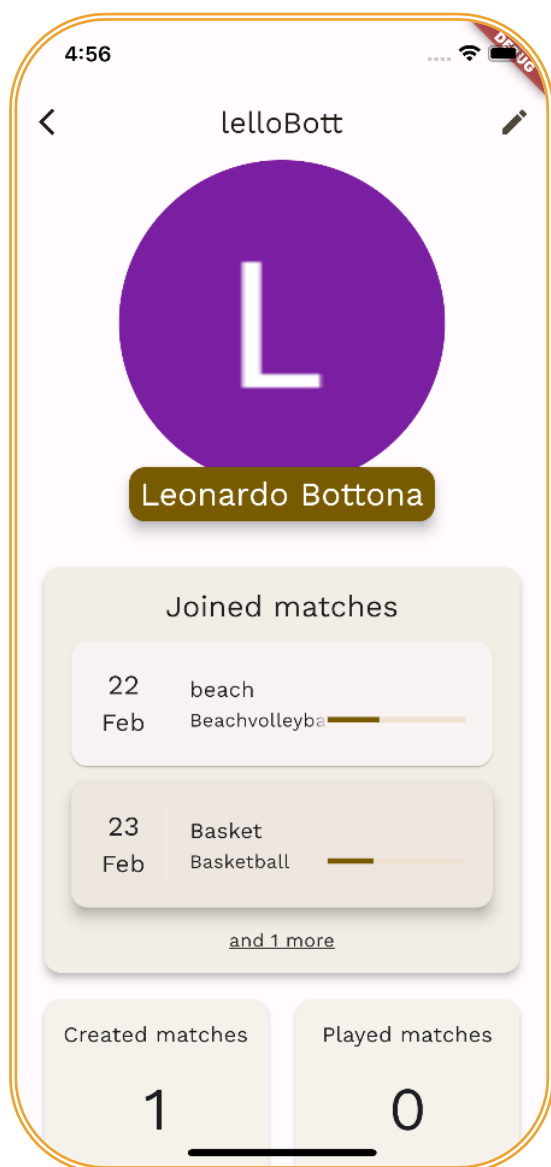 4:56
DEBUG
lelloBott
L
Leonardo Bottona
Joined matches
22
Feb
beach
Beachvolleyba
23
Feb
Basket
Basketball
and 1 more
Created matches
Played matches
1
0